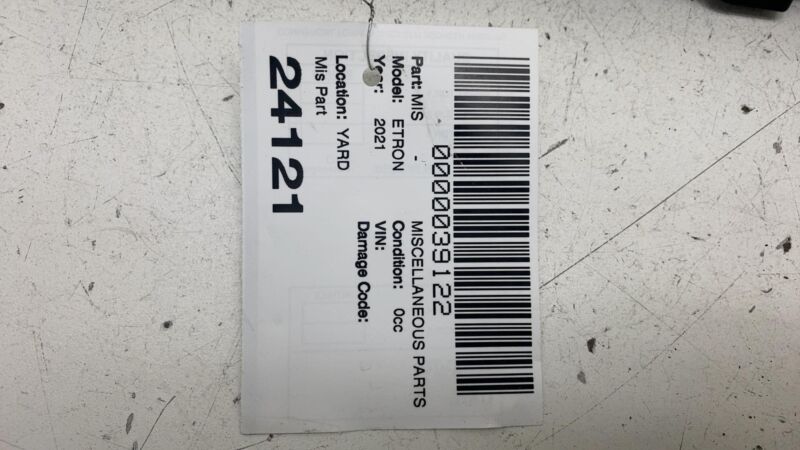 0000039122
Part: MIS - MISCELLANEOUS PARTS
Model: ETRON Condition: 0cc
Year: 2021 VIN:
Damage Code:
Location: YARD
Mis Part
24121